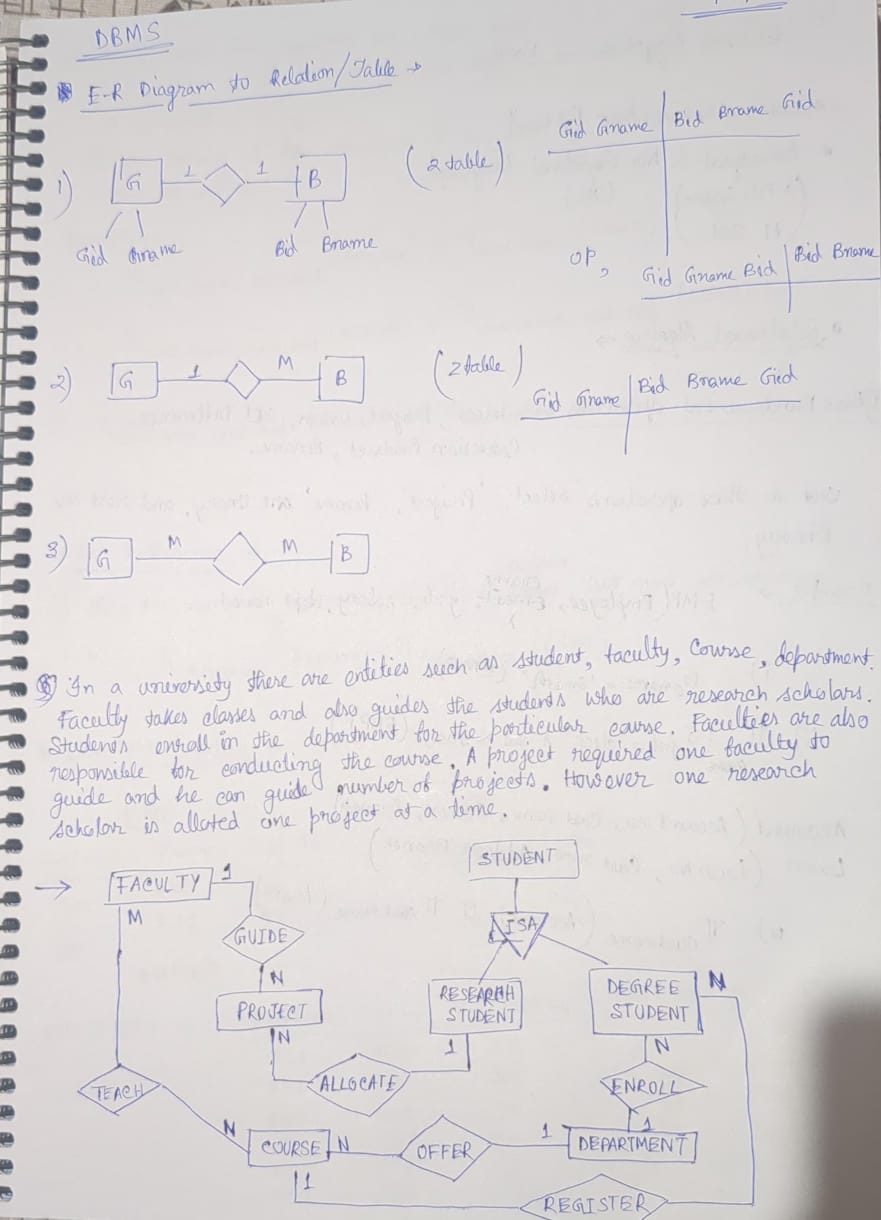 DBMS
E-R Diagram to Relation/Table →
1) G 1 1 B (2 table)
Gid Gname Bid Bname
Gid Gname | Bid Bname Gid
or,
Gid Gname Bid | Bid Bname
2) G 1 M B (2 table)
Gid Gname | Bid Bname Gid
3) G M M B
In a university there are entities such as student, faculty, Course, department.
Faculty takes classes and also guides the students who are research scholars.
Students enroll in the department for the particular course. Faculties are also
responsible for conducting the course. A project required one faculty to
guide and he can guide number of projects. However one research
scholar is alloted one project at a time.
→ FACULTY 1
STUDENT
M
GUIDE
ISA
N
PROJECT
RESEARCH
STUDENT
DEGREE
STUDENT
N
N
1
N
TEACH
ALLOCATE
ENROLL
N
COURSE N OFFER 1 DEPARTMENT
1
1
REGISTER